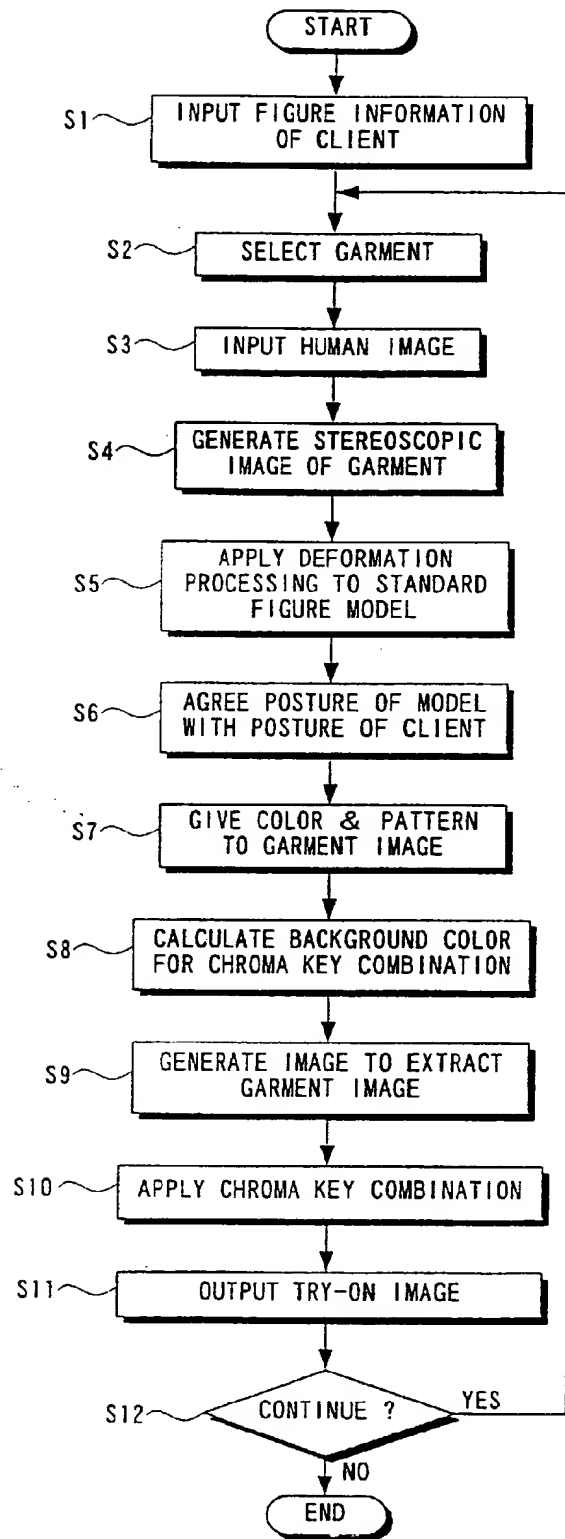 START
S1
INPUT FIGURE INFORMATION
OF CLIENT
S2
SELECT GARMENT
S3
INPUT HUMAN IMAGE
S4
GENERATE STEREOSCOPIC
IMAGE OF GARMENT
S5
APPLY DEFORMATION
PROCESSING TO STANDARD
FIGURE MODEL
S6
AGREE POSTURE OF MODEL
WITH POSTURE OF CLIENT
S7
GIVE COLOR & PATTERN
TO GARMENT IMAGE
S8
CALCULATE BACKGROUND COLOR
FOR CHROMA KEY COMBINATION
S9
GENERATE IMAGE TO EXTRACT
GARMENT IMAGE
S10
APPLY CHROMA KEY COMBINATION
S11
OUTPUT TRY-ON IMAGE
S12
CONTINUE ?
YES
NO
END